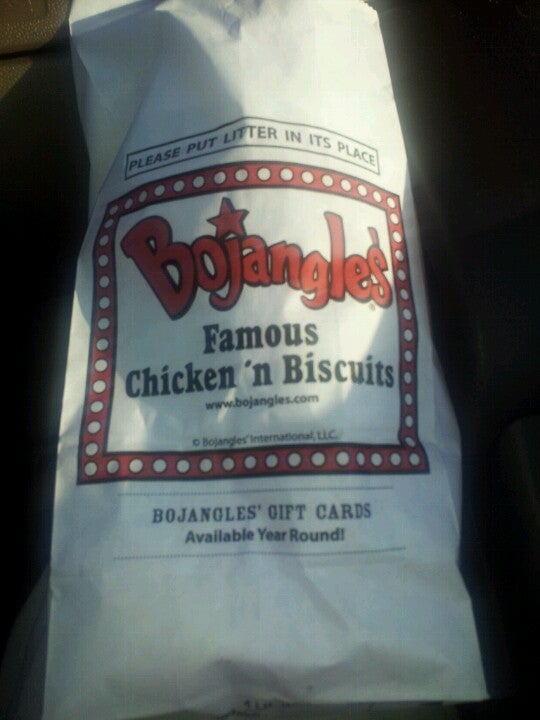 PLEASE PUT LITTER IN ITS PLACE
Bojangles'®
Famous
Chicken 'n Biscuits
www.bojangles.com
© Bojangles' International, LLC.
BOJANGLES' GIFT CARDS
Available Year Round!